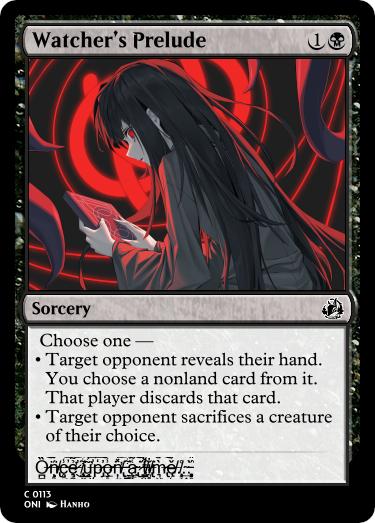 Watcher's Prelude 1
Sorcery
Choose one —
• Target opponent reveals their hand.
You choose a nonland card from it.
That player discards that card.
• Target opponent sacrifices a creature
of their choice.
Once upon a time...
C 0113
ONI Hanho